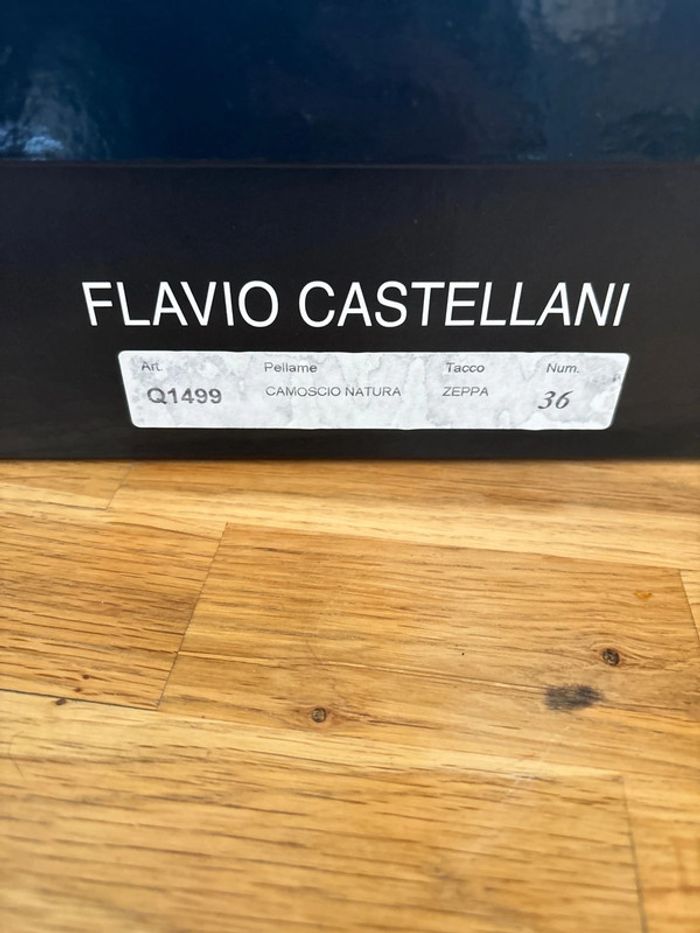 FLAVIO CASTELLANI
Art. Pellame Tacco Num.
Q1499 CAMOSCIO NATURA ZEPPA 36